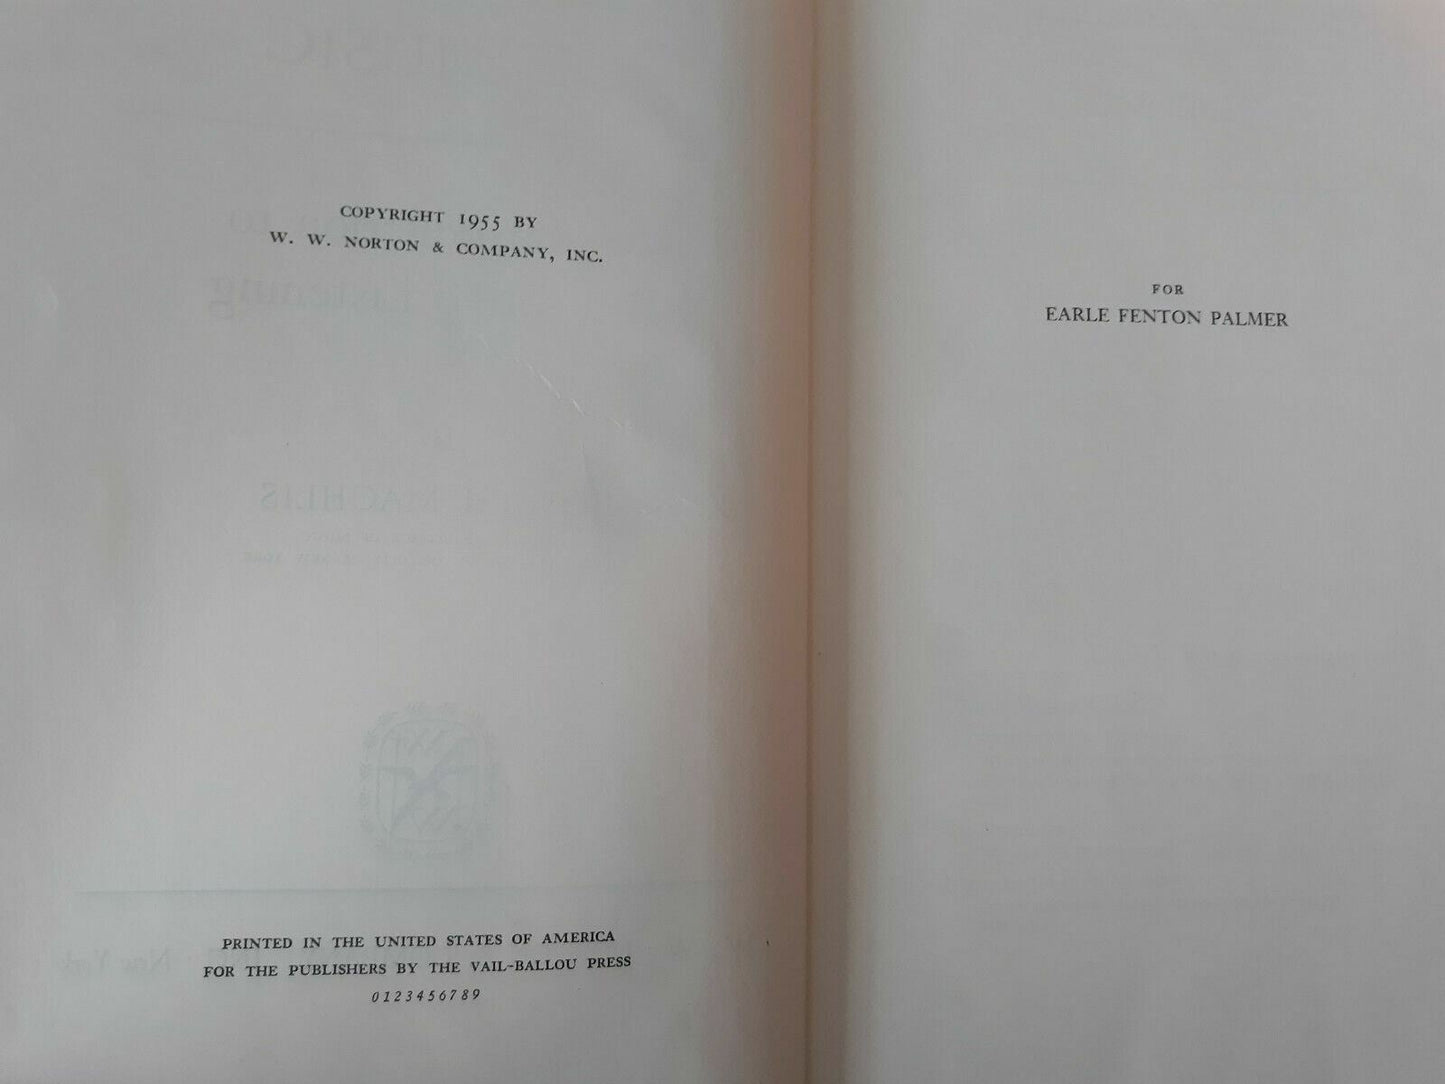 COPYRIGHT 1955 BY
W. W. NORTON & COMPANY, INC.
PRINTED IN THE UNITED STATES OF AMERICA
FOR THE PUBLISHERS BY THE VAIL-BALLOU PRESS
0123456789
FOR
EARLE FENTON PALMER